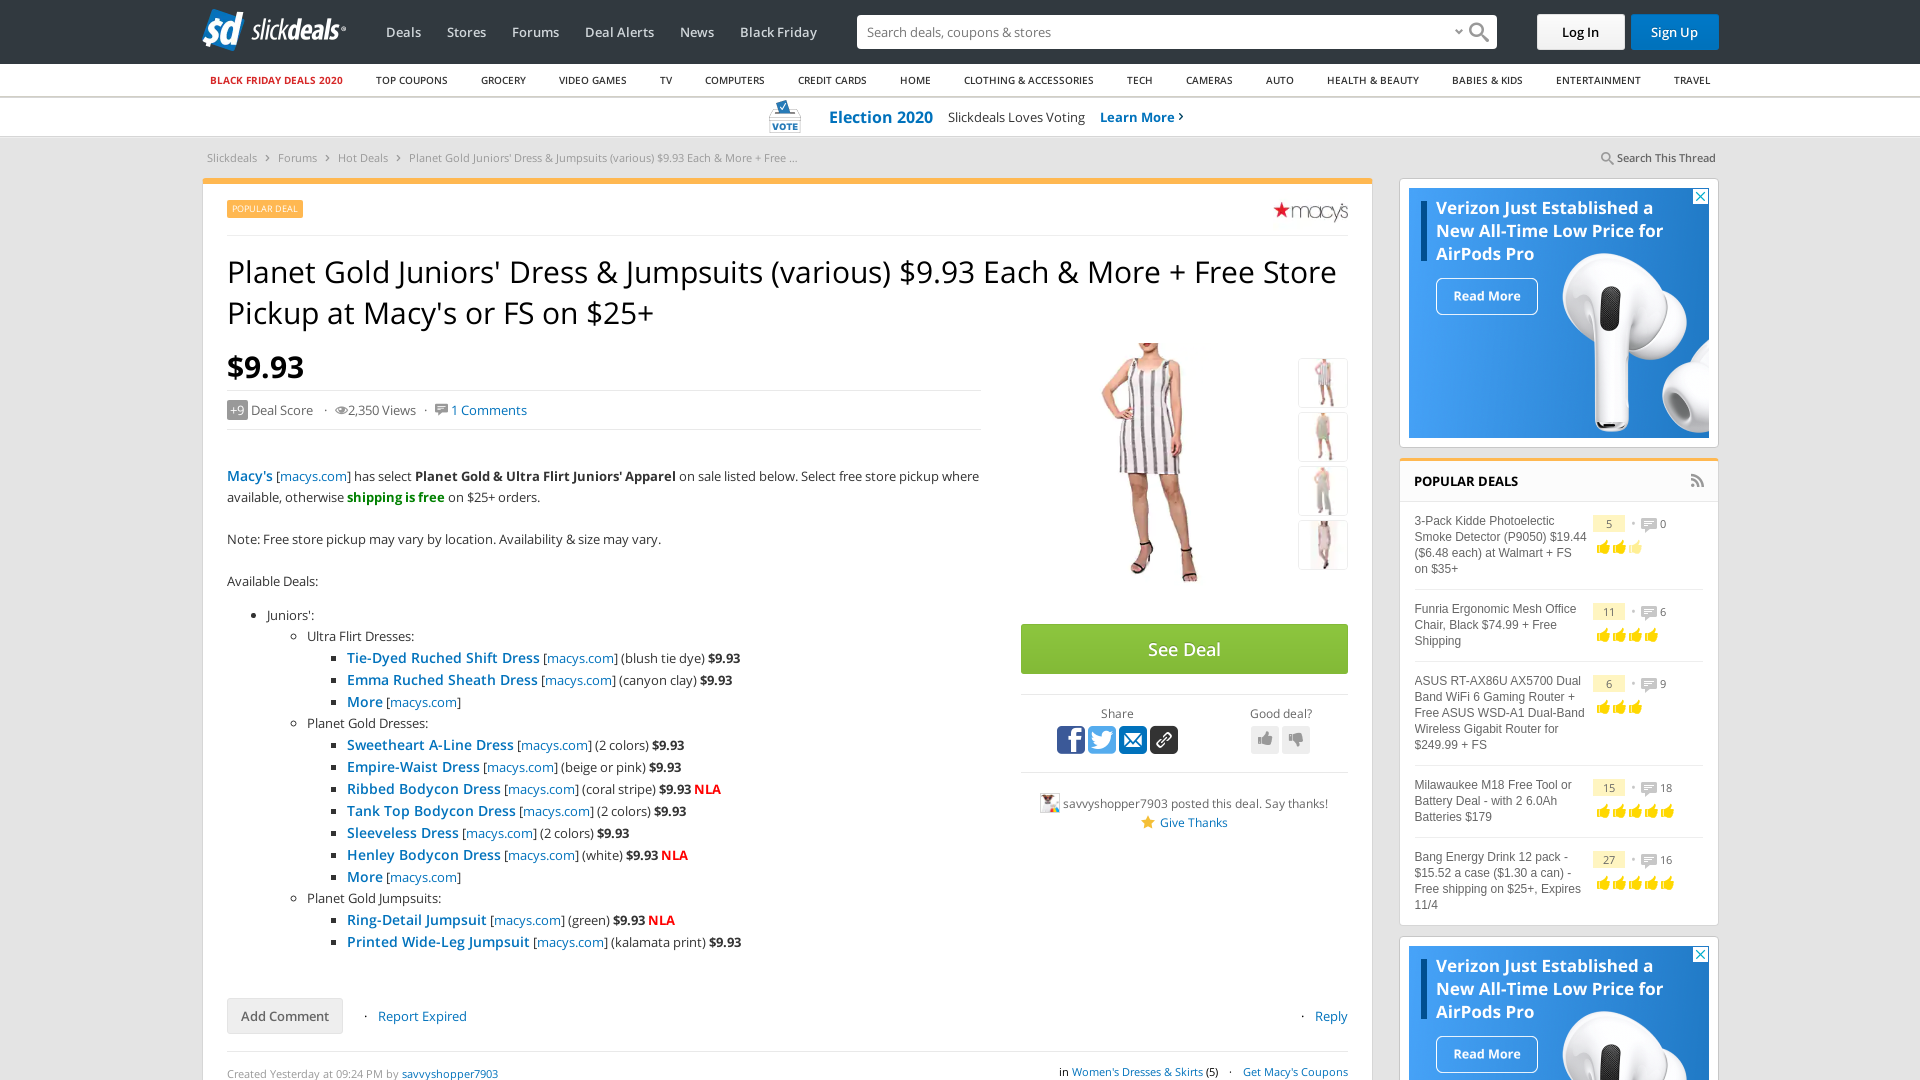 slickdeals
Deals
Stores
Forums
Deal Alerts
News
Black Friday
Search deals, coupons & shops
Log In
Sign Up
BLACK FRIDAY DEALS 2020
TOP COUPONS
GROCERY
VIDEO GAMES
TV
COMPUTERS
CREDIT CARDS
HOME
CLOTHING & ACCESSORIES
TECH
CAMERAS
AUTO
HEALTH & BEAUTY
BABIES & KIDS
ENTERTAINMENT
TRAVEL
VOTE
Election 2020 Slickdeals Loves Voting Learn More ›
Slickdeals › Forums › Hot Deals › Planet Gold Juniors' Dress & Jumpsuits (various) $9.93 Each & More + Free ...
Search This Thread
POPULAR DEAL
★macy's
Planet Gold Juniors' Dress & Jumpsuits (various) $9.93 Each & More + Free Store
Pickup at Macy's or FS on $25+
$9.93
+9 Deal Score · 2,350 Views · 1 Comments
Macy's [macys.com] has select Planet Gold & Ultra Flirt Juniors' Apparel on sale listed below. Select free store pickup where
available, otherwise shipping is free on $25+ orders.
Note: Free store pickup may vary by location. Availability & size may vary.
Available Deals:
Juniors':
Ultra Flirt Dresses:
Tie-Dyed Ruched Shift Dress [macys.com] (blush tie dye) $9.93
Emma Ruched Sheath Dress [macys.com] (canyon clay) $9.93
More [macys.com]
Planet Gold Dresses:
Sweetheart A-Line Dress [macys.com] (2 colors) $9.93
Empire-Waist Dress [macys.com] (beige or pink) $9.93
Ribbed Bodycon Dress [macys.com] (coral stripe) $9.93 NLA
Tank Top Bodycon Dress [macys.com] (2 colors) $9.93
Sleeveless Dress [macys.com] (2 colors) $9.93
Henley Bodycon Dress [macys.com] (white) $9.93 NLA
More [macys.com]
Planet Gold Jumpsuits:
Ring-Detail Jumpsuit [macys.com] (green) $9.93 NLA
Printed Wide-Leg Jumpsuit [macys.com] (kalamata print) $9.93
See Deal
Share
Good deal?
savvyshopper7903 posted this deal. Say thanks!
Give Thanks
Add Comment · Report Expired
· Reply
Created Yesterday at 09:24 PM by savvyshopper7903
in Women's Dresses & Skirts (5) · Get Macy's Coupons
Verizon Just Established a
New All-Time Low Price for
AirPods Pro
Read More
POPULAR DEALS
3-Pack Kidde Photoelectic
Smoke Detector (P9050) $19.44
($6.48 each) at Walmart + FS
on $35+
5 • 0
Funria Ergonomic Mesh Office
Chair, Black $74.99 + Free
Shipping
11 • 6
ASUS RT-AX86U AX5700 Dual
Band WiFi 6 Gaming Router +
Free ASUS WSD-A1 Dual-Band
Wireless Gigabit Router for
$249.99 + FS
6 • 9
Milawaukee M18 Free Tool or
Battery Deal - with 2 6.0Ah
Batteries $179
15 • 18
Bang Energy Drink 12 pack -
$15.52 a case ($1.30 a can) -
Free shipping on $25+, Expires
11/4
27 • 16
Verizon Just Established a
New All-Time Low Price for
AirPods Pro
Read More